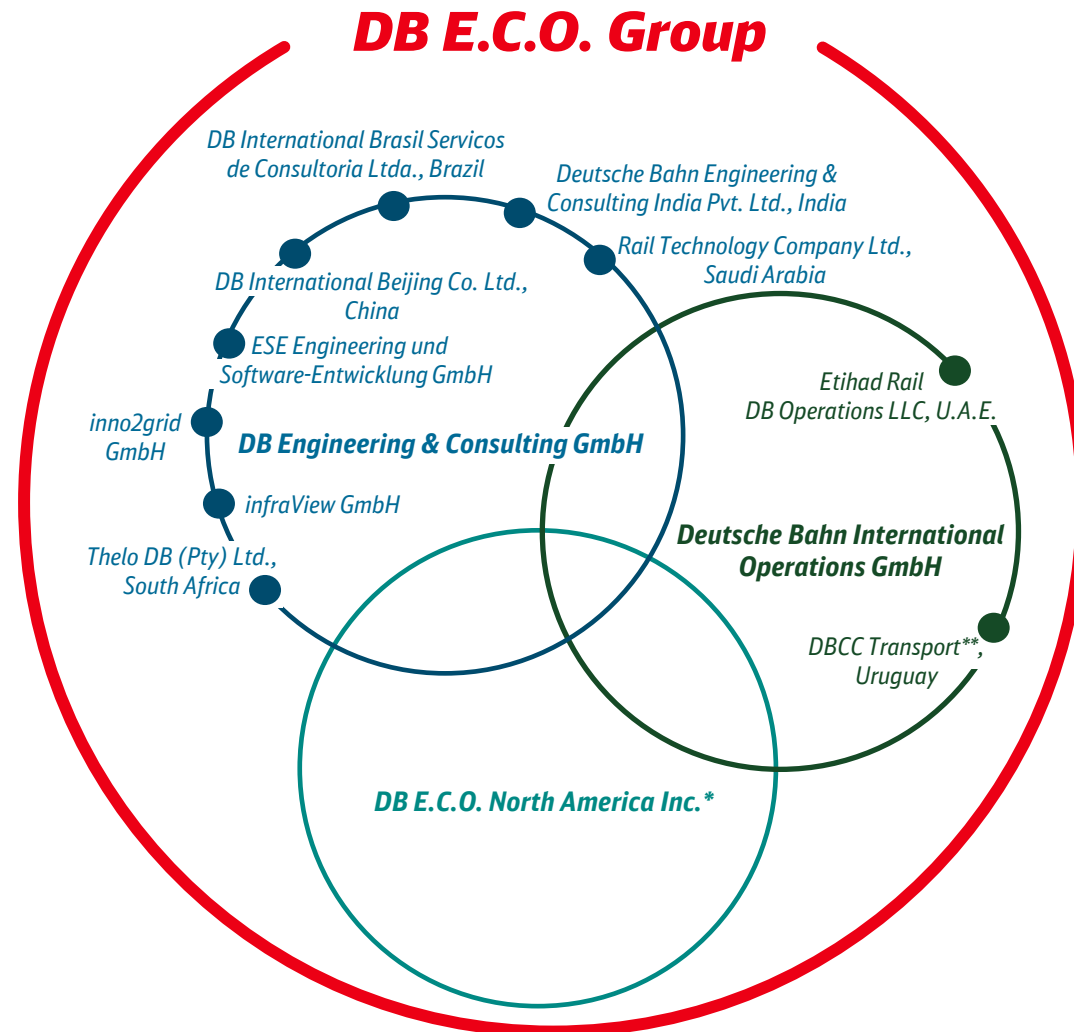 DB E.C.O. Group
DB International Brasil Servicos
de Consultoria Ltda., Brazil
Deutsche Bahn Engineering &
Consulting India Pvt. Ltd., India
Rail Technology Company Ltd.,
Saudi Arabia
DB International Beijing Co. Ltd.,
China
ESE Engineering und
Software-Entwicklung GmbH
Etihad Rail
DB Operations LLC, U.A.E.
inno2grid
GmbH
DB Engineering & Consulting GmbH
infraView GmbH
Deutsche Bahn International
Operations GmbH
Thelo DB (Pty) Ltd.,
South Africa
DBCC Transport**,
Uruguay
DB E.C.O. North America Inc.*